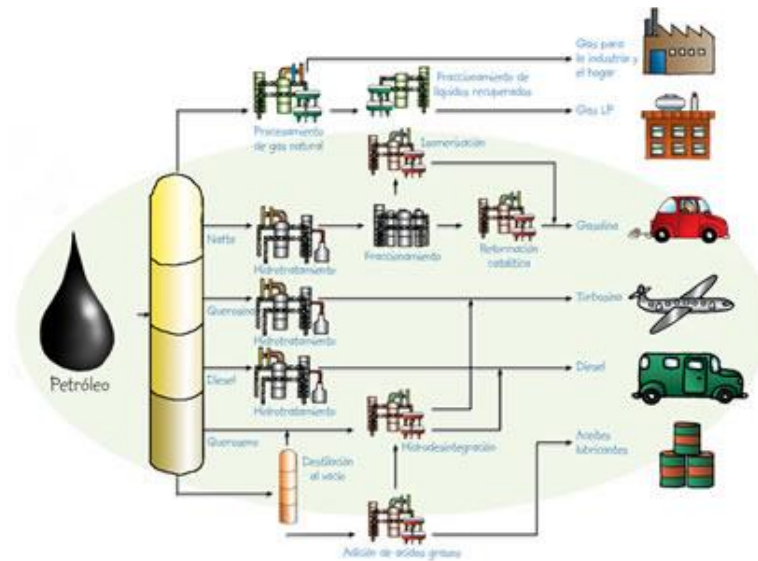 Gas para
la industria y
el hogar
Fraccionamiento de
líquidos recuperados
Gas LP
Procesamiento
de gas natural
Isomerización
Nafta
Hidrotratamiento
Fraccionamiento
Reformación
catalítica
Gasolina
Querosina
Hidrotratamiento
Turbosina
Petróleo
Diesel
Hidrotratamiento
Diesel
Queroseno
Hidrodesintegración
Destilación
al vacío
Aceites
lubricantes
Adición de ácidos grasos